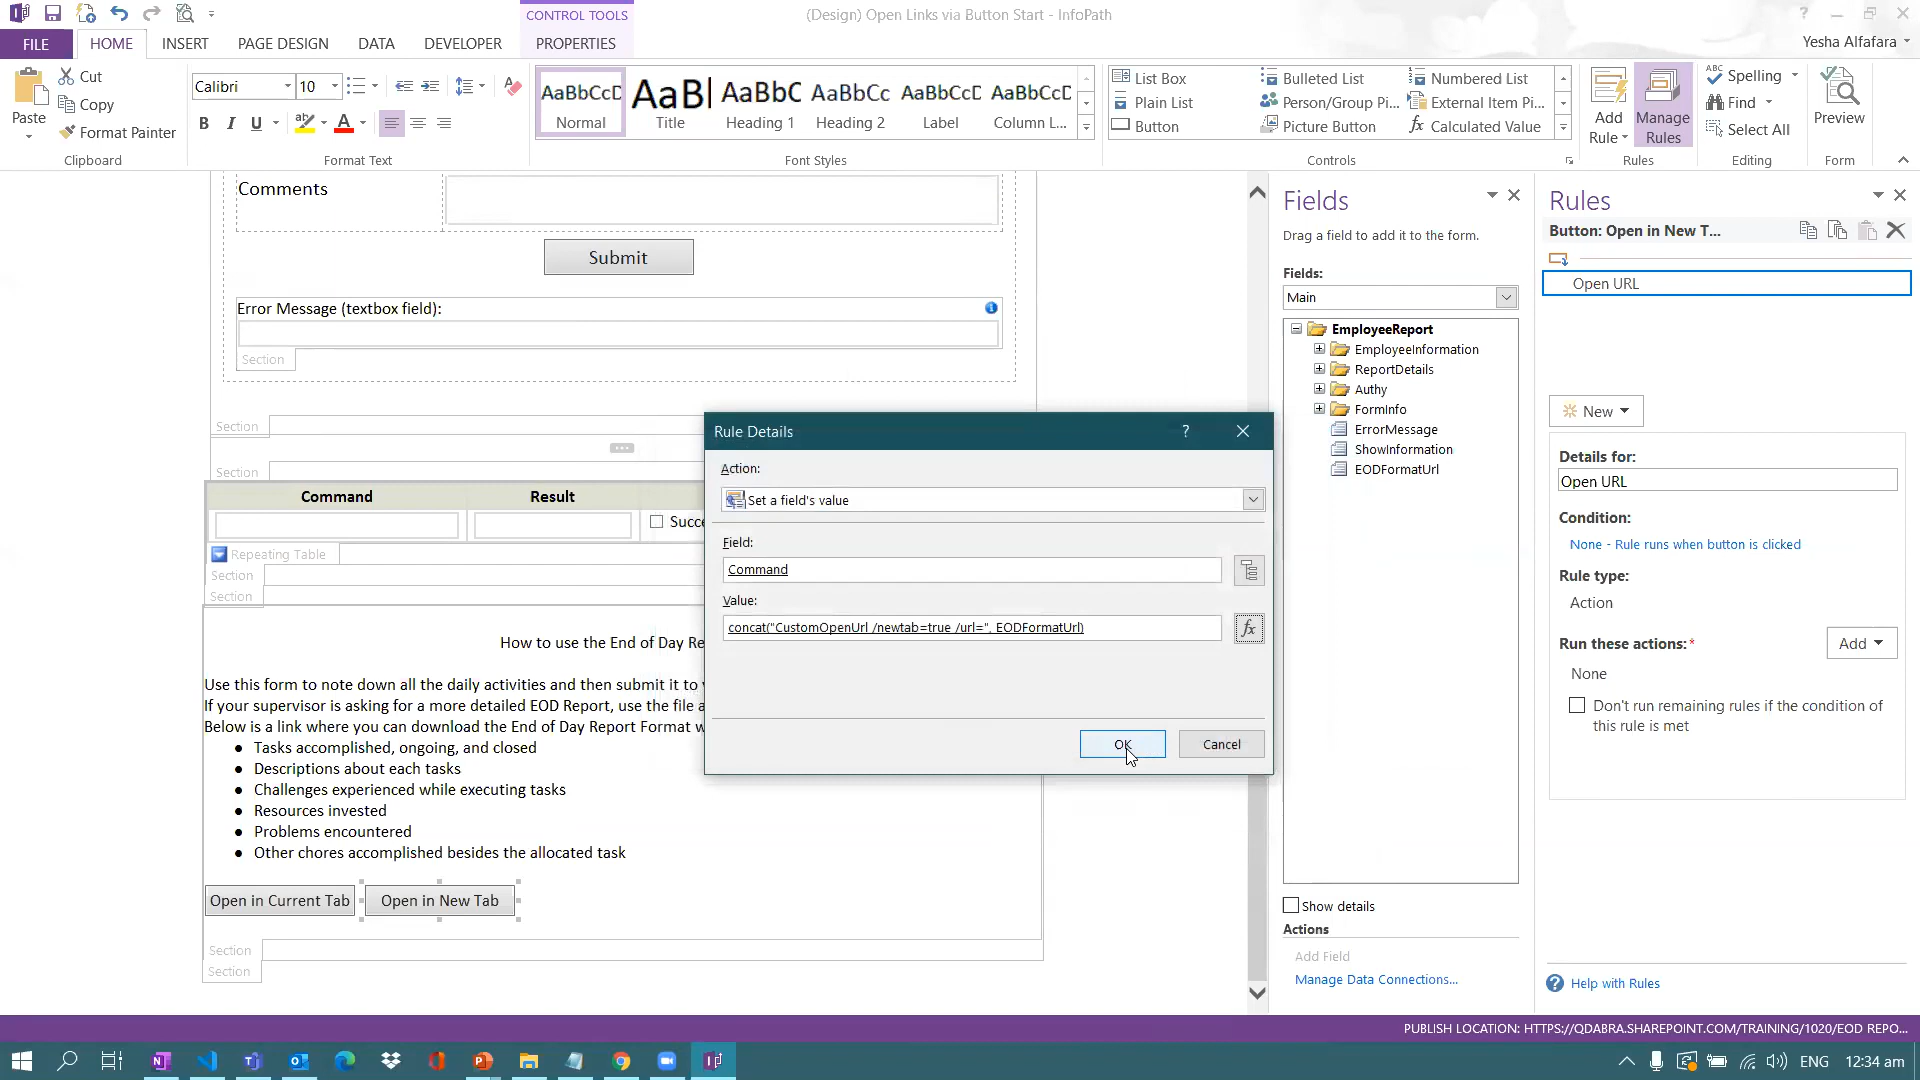 CONTROL TOOLS
(Design) Open Links via Button Start - InfoPath
FILE HOME INSERT PAGE DESIGN DATA DEVELOPER PROPERTIES
Yesha Alfafara
Paste
Cut
Copy
Format Painter
Clipboard
Calibri 10
B I U ab A
Format Text
AaBbCcD
Normal
AaBl
Title
AaBbC
Heading 1
AaBbCc
Heading 2
AaBbCcD
Label
AaBbCcD
Column L...
Font Styles
List Box
Plain List
Button
Bulleted List
Person/Group Pi...
Picture Button
Numbered List
External Item Pi...
fx Calculated Value
Controls
Add
Rule
Manage
Rules
Rules
ABC Spelling
Find
Select All
Editing
Preview
Form
Comments
Submit
Error Message (textbox field):
Section
Section
Section
Command Result
Succe
Repeating Table
Section
Section
How to use the End of Day Re
Use this form to note down all the daily activities and then submit it to
If your supervisor is asking for a more detailed EOD Report, use the file a
Below is a link where you can download the End of Day Report Format w
● Tasks accomplished, ongoing, and closed
● Descriptions about each tasks
● Challenges experienced while executing tasks
● Resources invested
● Problems encountered
● Other chores accomplished besides the allocated task
Open in Current Tab Open in New Tab
Section
Section
Rule Details ?
Action:
Set a field's value
Field:
Command
Value:
concat("CustomOpenUrl /newtab=true /url=", EODFormatUrl)
fx
OK Cancel
Fields
Drag a field to add it to the form.
Fields:
Main
EmployeeReport
EmployeeInformation
ReportDetails
Authy
FormInfo
ErrorMessage
ShowInformation
EODFormatUrl
Show details
Actions
Add Field
Manage Data Connections...
Rules
Button: Open in New T...
Open URL
New
Details for:
Open URL
Condition:
None - Rule runs when button is clicked
Rule type:
Action
Run these actions:* Add
None
Don't run remaining rules if the condition of
this rule is met
Help with Rules
PUBLISH LOCATION: HTTPS://QDABRA.SHAREPOINT.COM/TRAINING/1020/EOD REPO...
ENG 12:34 am